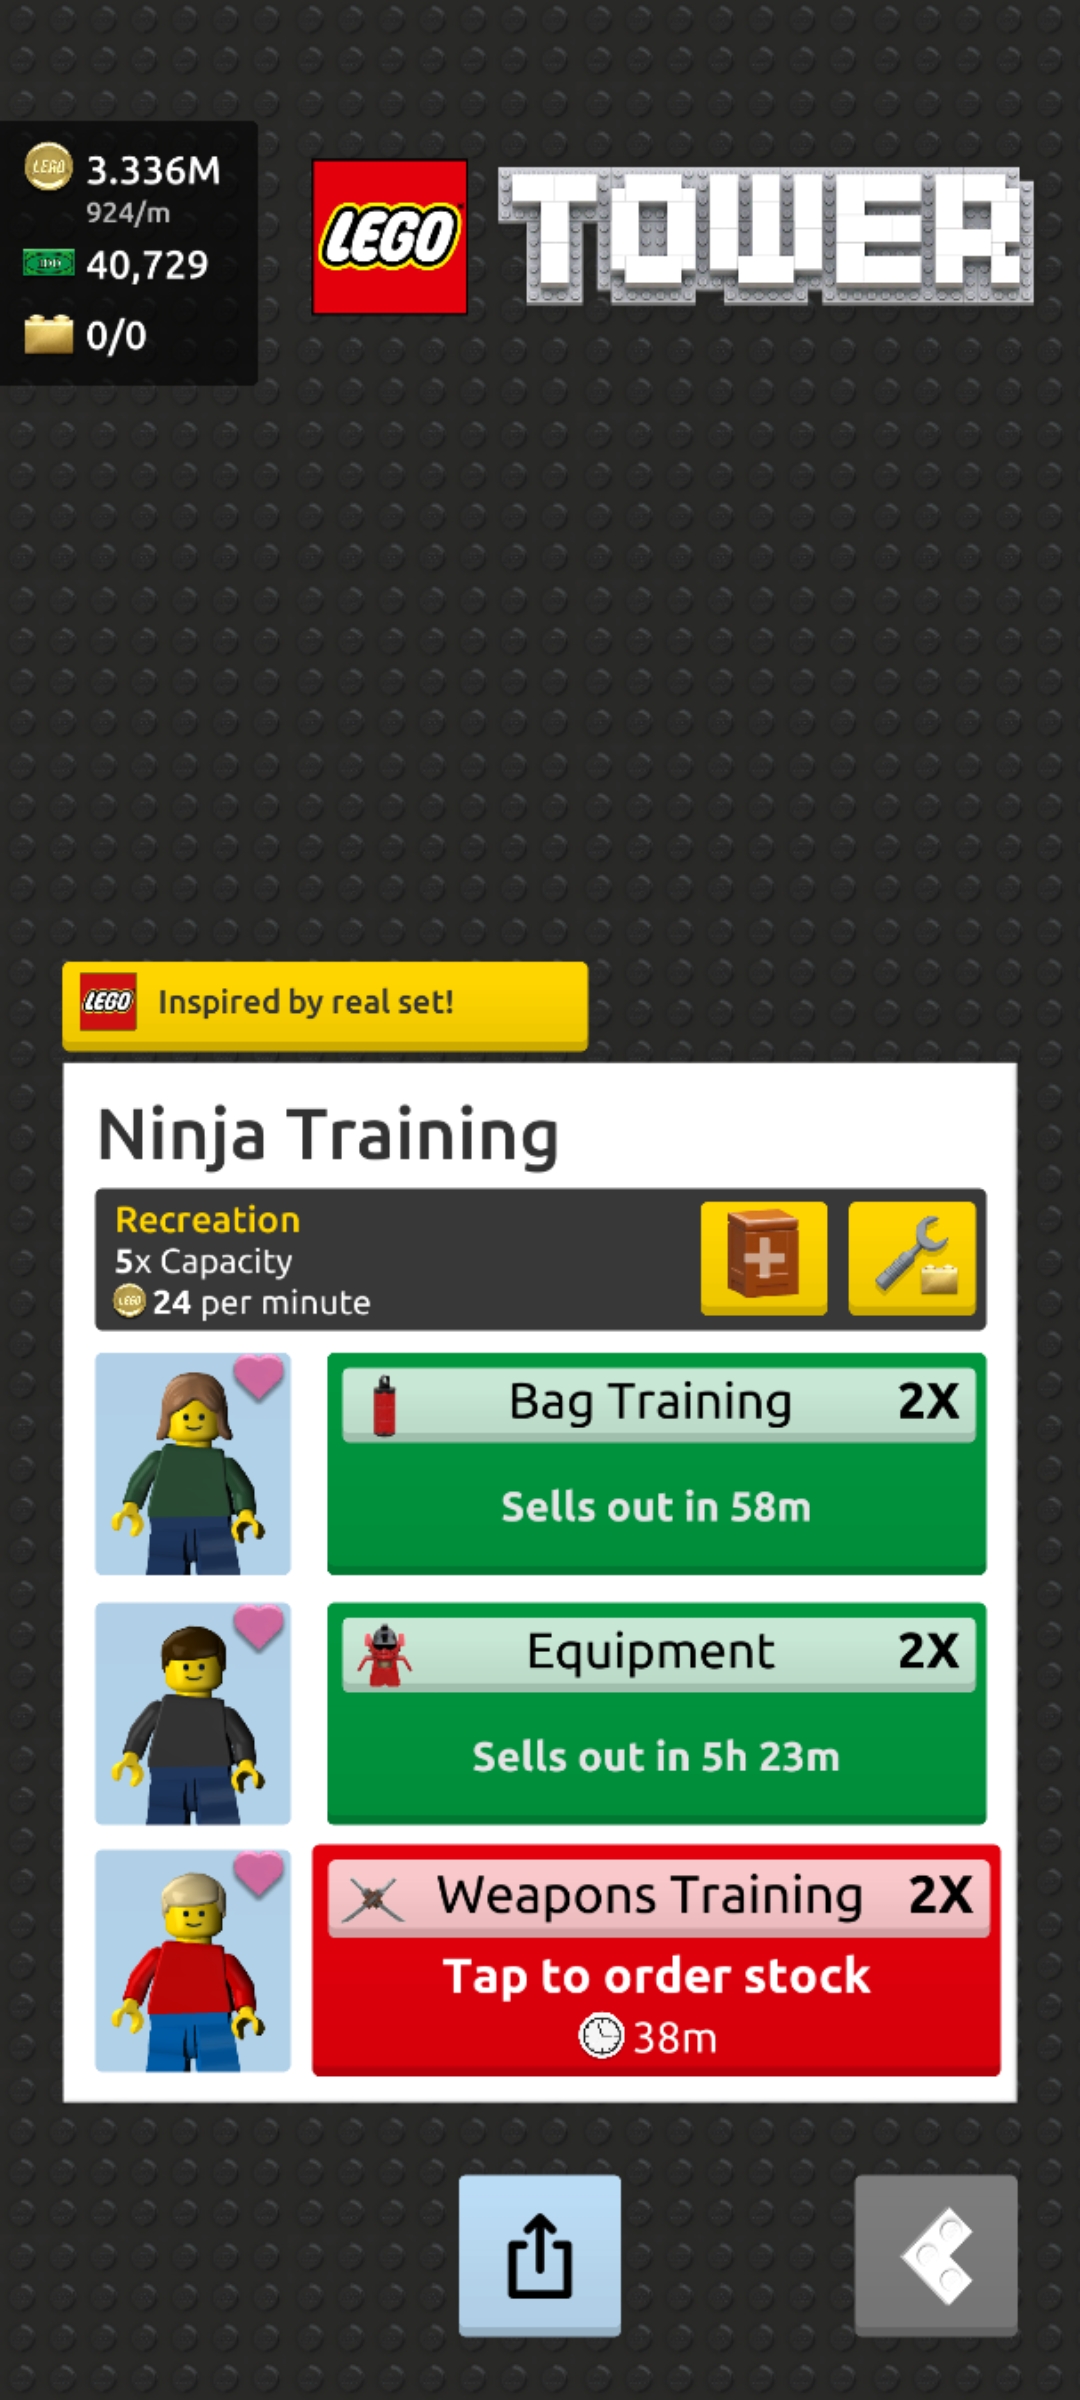 LEGO
3.336M
924/m
40,729
0/0
LEGO
TOWER
LEGO
Inspired by real set!
Ninja Training
Recreation
5x Capacity
LEGO
24 per minute
Bag Training 2X
Sells out in 58m
Equipment 2X
Sells out in 5h 23m
Weapons Training 2X
Tap to order stock
38m